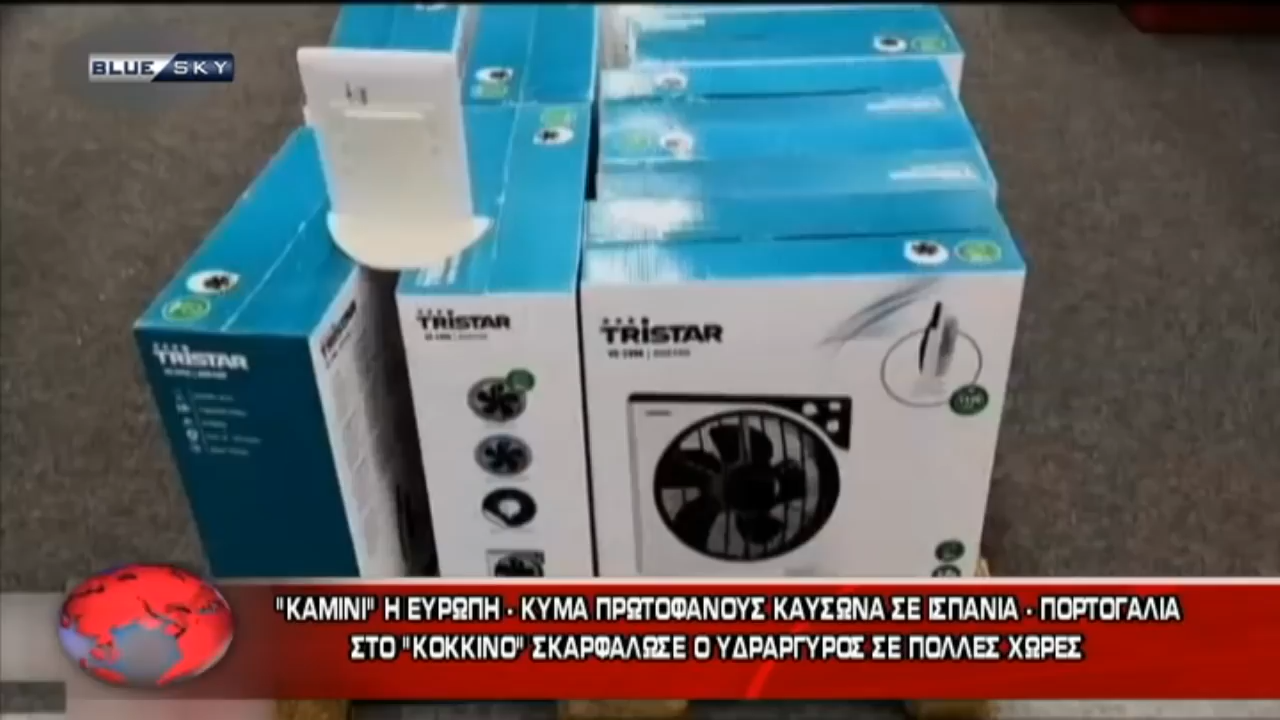 BLUE SKY
TRISTAR
TRISTAR
TRISTAR
"ΚΑΜΙΝΙ" Η ΕΥΡΩΠΗ - ΚΥΜΑ ΠΡΩΤΟΦΑΝΟΥΣ ΚΑΥΣΩΝΑ ΣΕ ΙΣΠΑΝΙΑ - ΠΟΡΤΟΓΑΛΙΑ
ΣΤΟ "ΚΟΚΚΙΝΟ" ΣΚΑΡΦΑΛΩΣΕ Ο ΥΔΡΑΡΓΥΡΟΣ ΣΕ ΠΟΛΛΕΣ ΧΩΡΕΣ